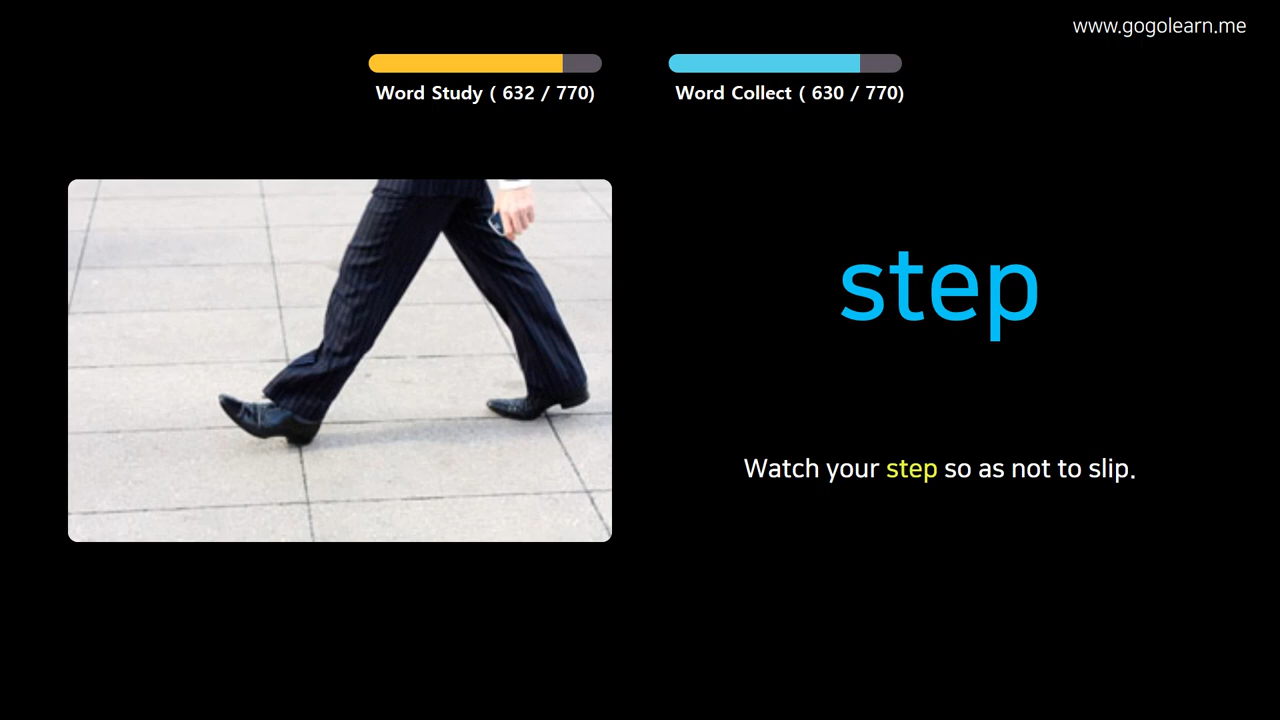 www.gogolearn.me
Word Study ( 632 / 770)
Word Collect ( 630 / 770)
step
Watch your step so as not to slip.